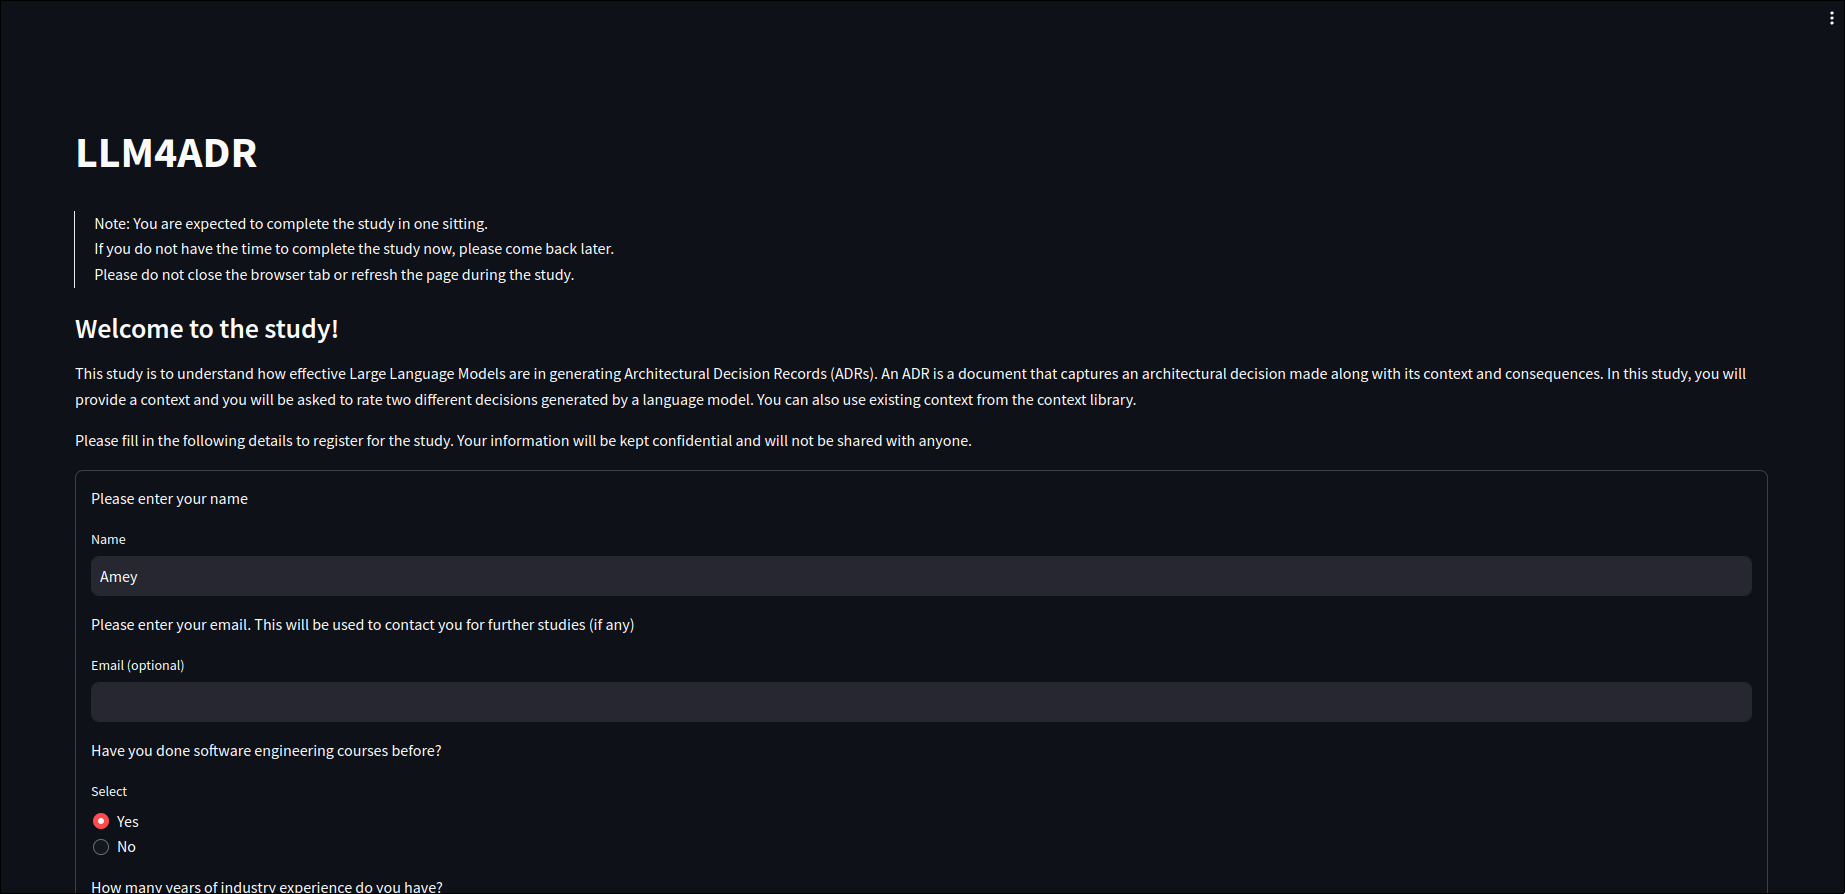 LLM4ADR
Note: You are expected to complete the study in one sitting.
If you do not have the time to complete the study now, please come back later.
Please do not close the browser tab or refresh the page during the study.
Welcome to the study!
This study is to understand how effective Large Language Models are in generating Architectural Decision Records (ADRs). An ADR is a document that captures an architectural decision made along with its context and consequences. In this study, you will
provide a context and you will be asked to rate two different decisions generated by a language model. You can also use existing context from the context library.
Please fill in the following details to register for the study. Your information will be kept confidential and will not be shared with anyone.
Please enter your name
Name
Amey
Please enter your email. This will be used to contact you for further studies (if any)
Email (optional)
Have you done software engineering courses before?
Select
Yes
No
How many years of industry experience do you have?